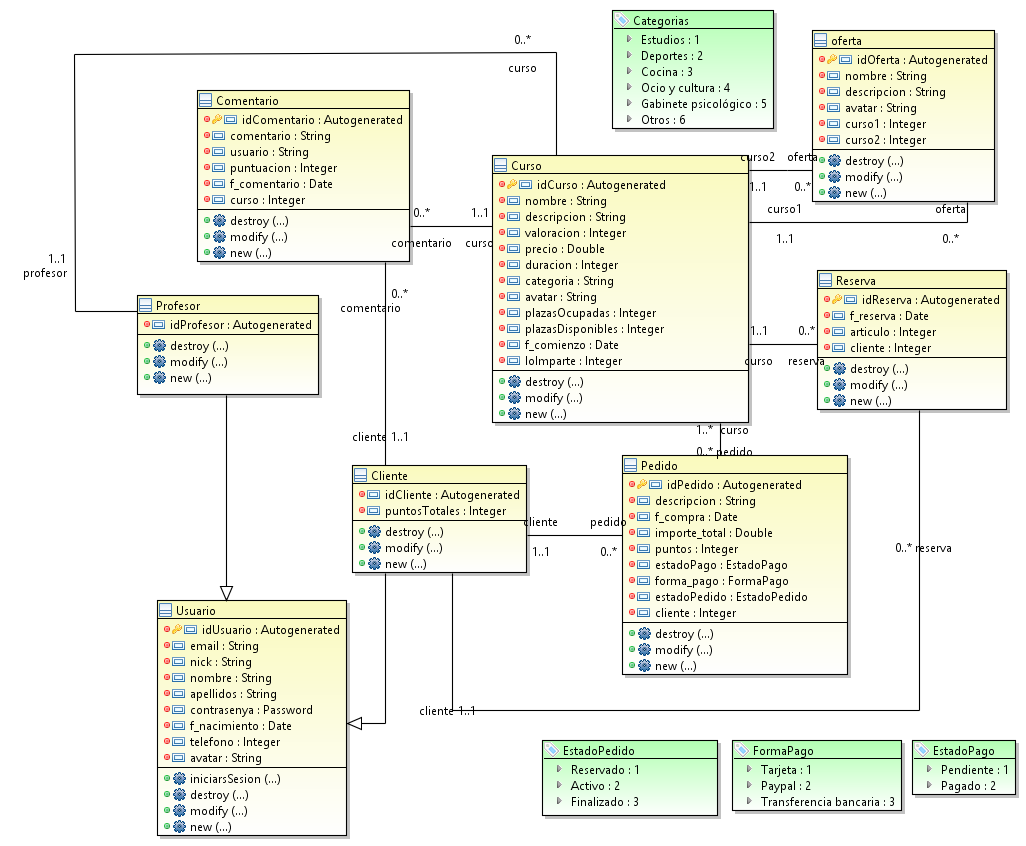 0..*
curso
1..1
profesor
Comentario
idComentario : Autogenerated
comentario : String
usuario : String
puntuacion : Integer
f_comentario : Date
curso : Integer
destroy (...)
modify (...)
new (...)
Categorias
Estudios : 1
Deportes : 2
Cocina : 3
Ocio y cultura : 4
Gabinete psicológico : 5
Otros : 6
oferta
idOferta : Autogenerated
nombre : String
descripcion : String
avatar : String
curso1 : Integer
curso2 : Integer
destroy (...)
modify (...)
new (...)
Curso
idCurso : Autogenerated
nombre : String
descripcion : String
valoracion : Integer
precio : Double
duracion : Integer
categoria : String
avatar : String
plazasOcupadas : Integer
plazasDisponibles : Integer
f_comienzo : Date
loImparte : Integer
destroy (...)
modify (...)
new (...)
curso2 oferta
1..1 0..*
curso1 oferta
1..1 0..*
0..* 1..1
comentario curso
0..*
comentario
Profesor
idProfesor : Autogenerated
destroy (...)
modify (...)
new (...)
Reserva
idReserva : Autogenerated
f_reserva : Date
articulo : Integer
cliente : Integer
destroy (...)
modify (...)
new (...)
1..1 0..*
curso reserva
1..* curso
0..* pedido
cliente 1..1
Cliente
idCliente : Autogenerated
puntosTotales : Integer
destroy (...)
modify (...)
new (...)
cliente pedido
1..1 0..*
Pedido
idPedido : Autogenerated
descripcion : String
f_compra : Date
importe_total : Double
puntos : Integer
estadoPago : EstadoPago
forma_pago : FormaPago
estadoPedido : EstadoPedido
cliente : Integer
destroy (...)
modify (...)
new (...)
0..* reserva
cliente 1..1
Usuario
idUsuario : Autogenerated
email : String
nick : String
nombre : String
apellidos : String
contrasenya : Password
f_nacimiento : Date
telefono : Integer
avatar : String
iniciarsSesion (...)
destroy (...)
modify (...)
new (...)
EstadoPedido
Reservado : 1
Activo : 2
Finalizado : 3
FormaPago
Tarjeta : 1
Paypal : 2
Transferencia bancaria : 3
EstadoPago
Pendiente : 1
Pagado : 2